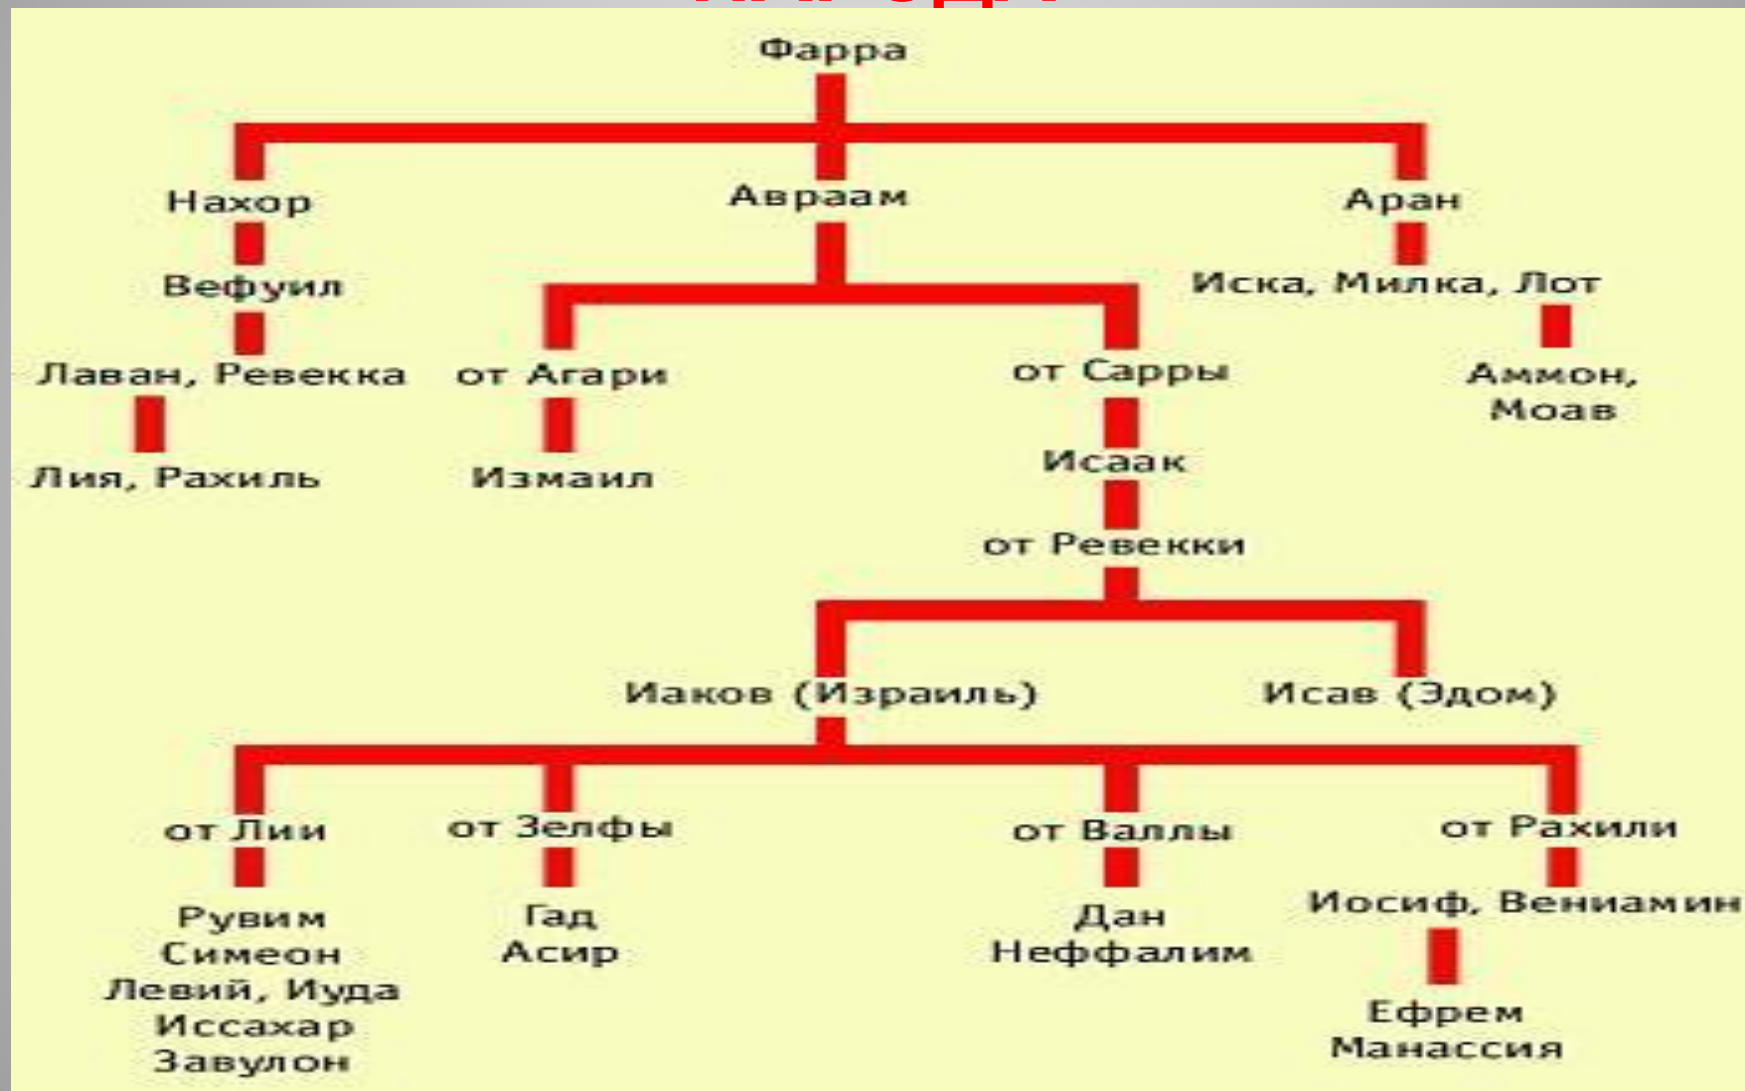 Фарра
Нахор Авраам Аран
Вефуил Иска, Милка, Лот
Лаван, Ревекка от Агари от Сарры Аммон,
Моав
Лия, Рахиль Измаил Исаак
от Ревекки
Иаков (Израиль) Исав (Эдом)
от Лии от Зелфы от Валлы от Рахили
Рувим Гад Дан Иосиф, Вениамин
Симеон Асир Неффалим
Левий, Иуда
Иссахар Ефрем
Завулон Манассия